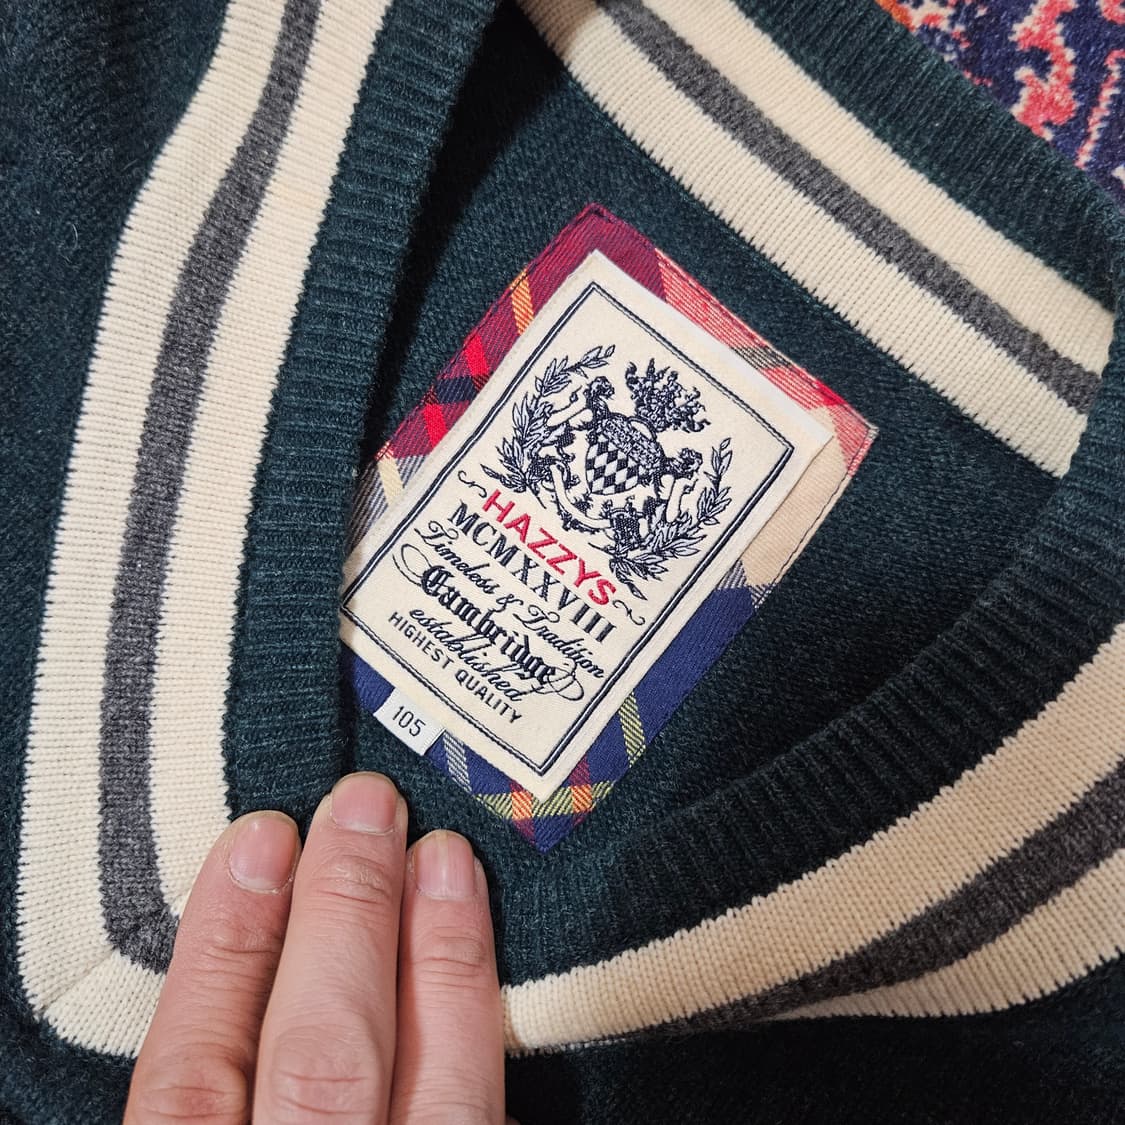 HAZZYS
MCMXXVIII
Timeless & Tradition
Cambridge
established
HIGHEST QUALITY
105